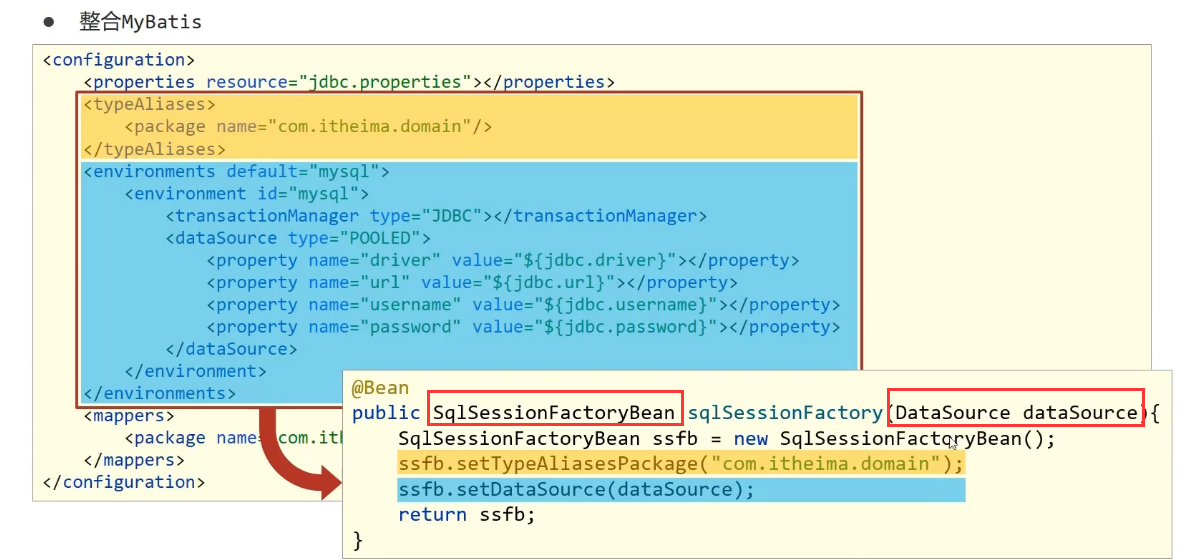 ● 整合MyBatis
<configuration>
    <properties resource="jdbc.properties"></properties>
    <typeAliases>
        <package name="com.itheima.domain"/>
    </typeAliases>
    <environments default="mysql">
        <environment id="mysql">
            <transactionManager type="JDBC"></transactionManager>
            <dataSource type="POOLED">
                <property name="driver" value="${jdbc.driver}"></property>
                <property name="url" value="${jdbc.url}"></property>
                <property name="username" value="${jdbc.username}"></property>
                <property name="password" value="${jdbc.password}"></property>
            </dataSource>
        </environment>
    </environments>
    <mappers>
        <package name="com.ith
    </mappers>
</configuration>
@Bean
public SqlSessionFactoryBean sqlSessionFactory(DataSource dataSource){
    SqlSessionFactoryBean ssfb = new SqlSessionFactoryBean();
    ssfb.setTypeAliasesPackage("com.itheima.domain");
    ssfb.setDataSource(dataSource);
    return ssfb;
}